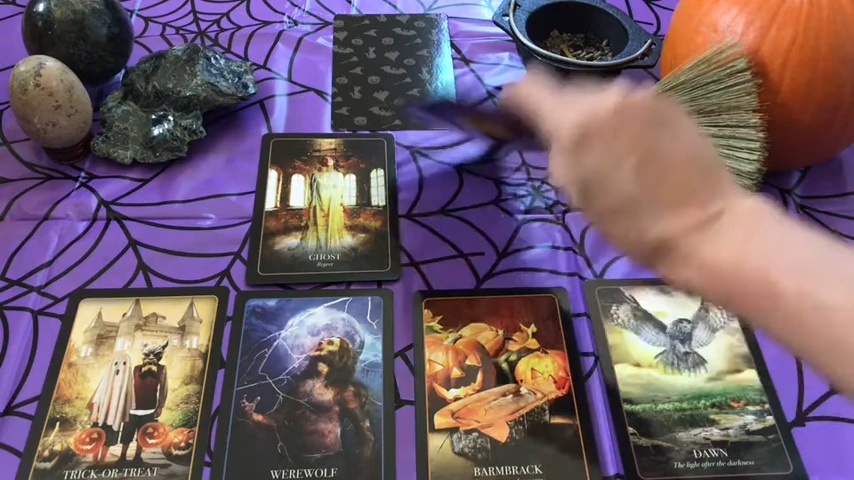 GHOST
Regret
TRICK-OR-TREAT
WEREWOLF
BARMBRACK
DAWN
The light after the darkness